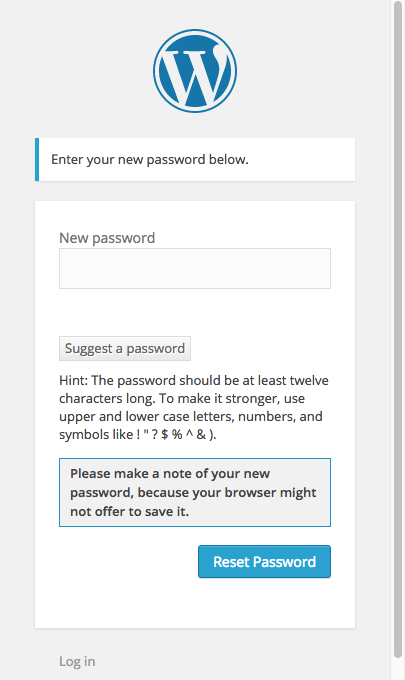 Enter your new password below.
New password
Suggest a password
Hint: The password should be at least twelve
characters long. To make it stronger, use
upper and lower case letters, numbers, and
symbols like ! " ? $ % ^ & ).
Please make a note of your new
password, because your browser might
not offer to save it.
Reset Password
Log in